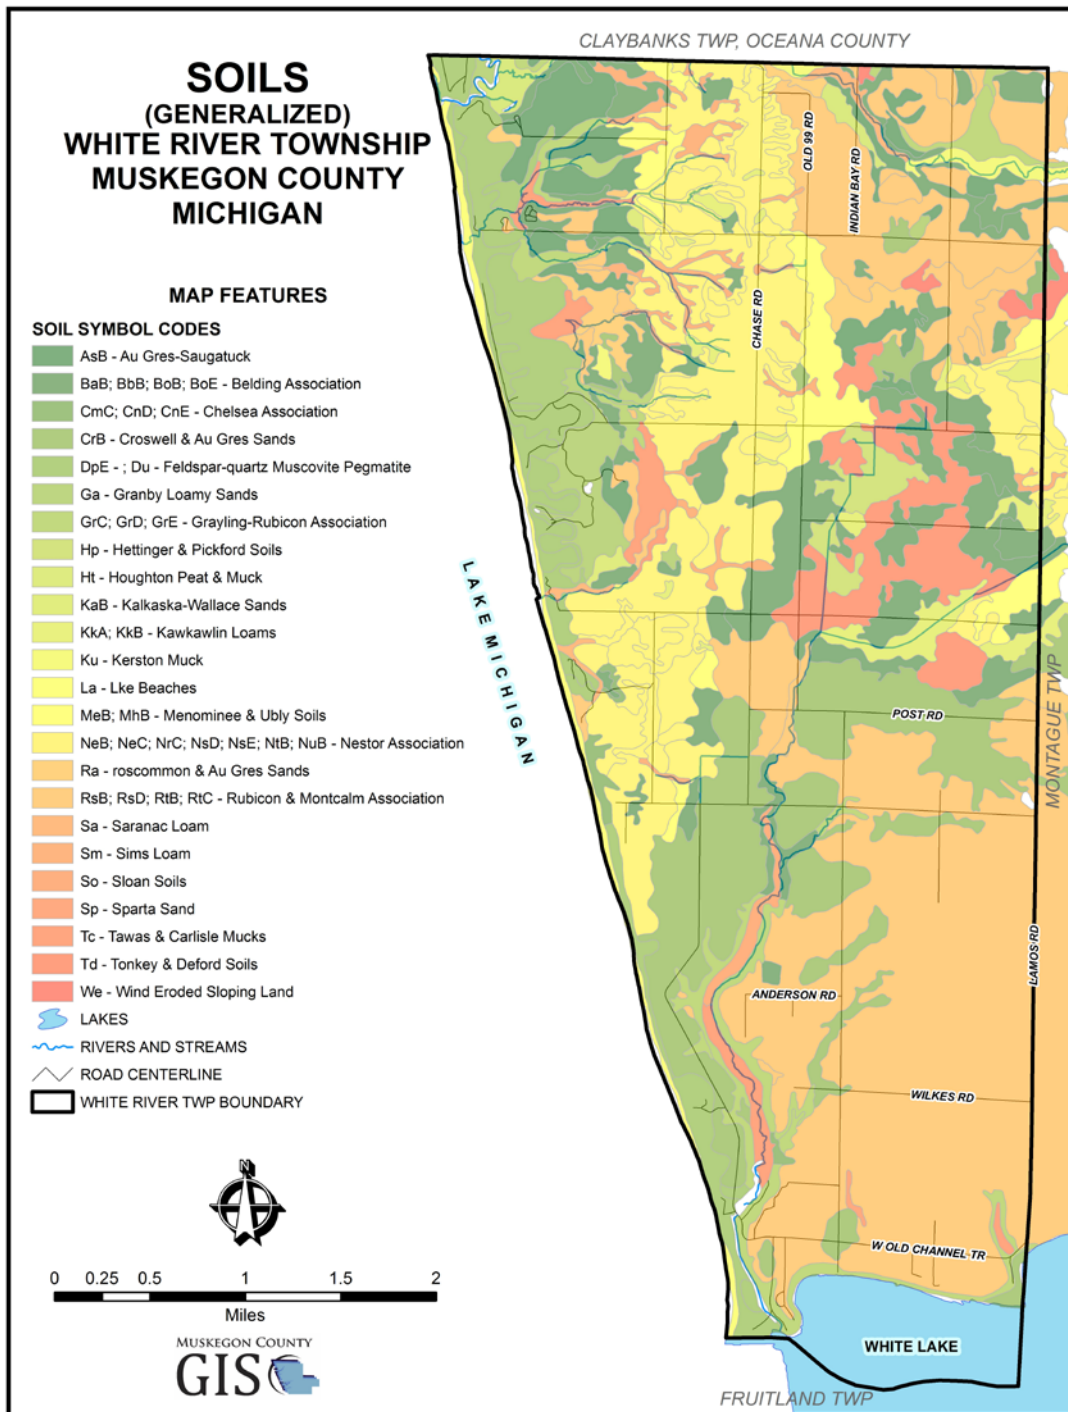 CLAYBANKS TWP, OCEANA COUNTY
SOILS
(GENERALIZED)
WHITE RIVER TOWNSHIP
MUSKEGON COUNTY
MICHIGAN
MAP FEATURES
SOIL SYMBOL CODES
AsB - Au Gres-Saugatuck
BaB; BbB; BoB; BoE - Belding Association
CmC; CnD; CnE - Chelsea Association
CrB - Croswell & Au Gres Sands
DpE - ; Du - Feldspar-quartz Muscovite Pegmatite
Ga - Granby Loamy Sands
GrC; GrD; GrE - Grayling-Rubicon Association
Hp - Hettinger & Pickford Soils
Ht - Houghton Peat & Muck
KaB - Kalkaska-Wallace Sands
KkA; KkB - Kawkawlin Loams
Ku - Kerston Muck
La - Lke Beaches
MeB; MhB - Menominee & Ubly Soils
NeB; NeC; NrC; NsD; NsE; NtB; NuB - Nestor Association
Ra - roscommon & Au Gres Sands
RsB; RsD; RtB; RtC - Rubicon & Montcalm Association
Sa - Saranac Loam
Sm - Sims Loam
So - Sloan Soils
Sp - Sparta Sand
Tc - Tawas & Carlisle Mucks
Td - Tonkey & Deford Soils
We - Wind Eroded Sloping Land
LAKES
RIVERS AND STREAMS
ROAD CENTERLINE
WHITE RIVER TWP BOUNDARY
N
0 0.25 0.5 1 1.5 2
Miles
MUSKEGON COUNTY
GIS
OLD 99 RD
INDIAN BAY RD
CHASE RD
LAKE MICHIGAN
POST RD
MONTAGUE TWP
LAMOS RD
ANDERSON RD
WILKES RD
W OLD CHANNEL TR
WHITE LAKE
FRUITLAND TWP